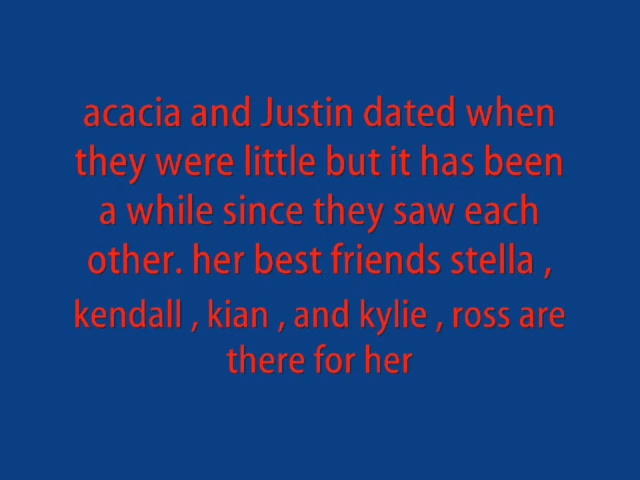 acacia and Justin dated when
they were little but it has been
a while since they saw each
other. her best friends stella ,
kendall , kian , and kylie , ross are
there for her